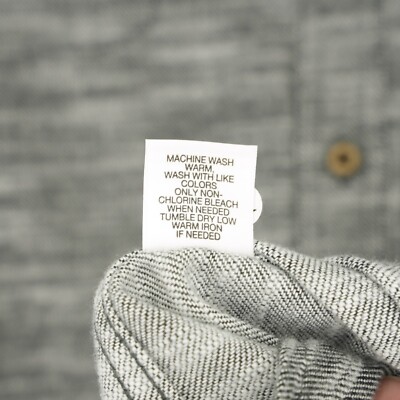 MACHINE WASH
WARM,
WASH WITH LIKE
COLORS
ONLY NON-
CHLORINE BLEACH
WHEN NEEDED
TUMBLE DRY LOW
WARM IRON
IF NEEDED